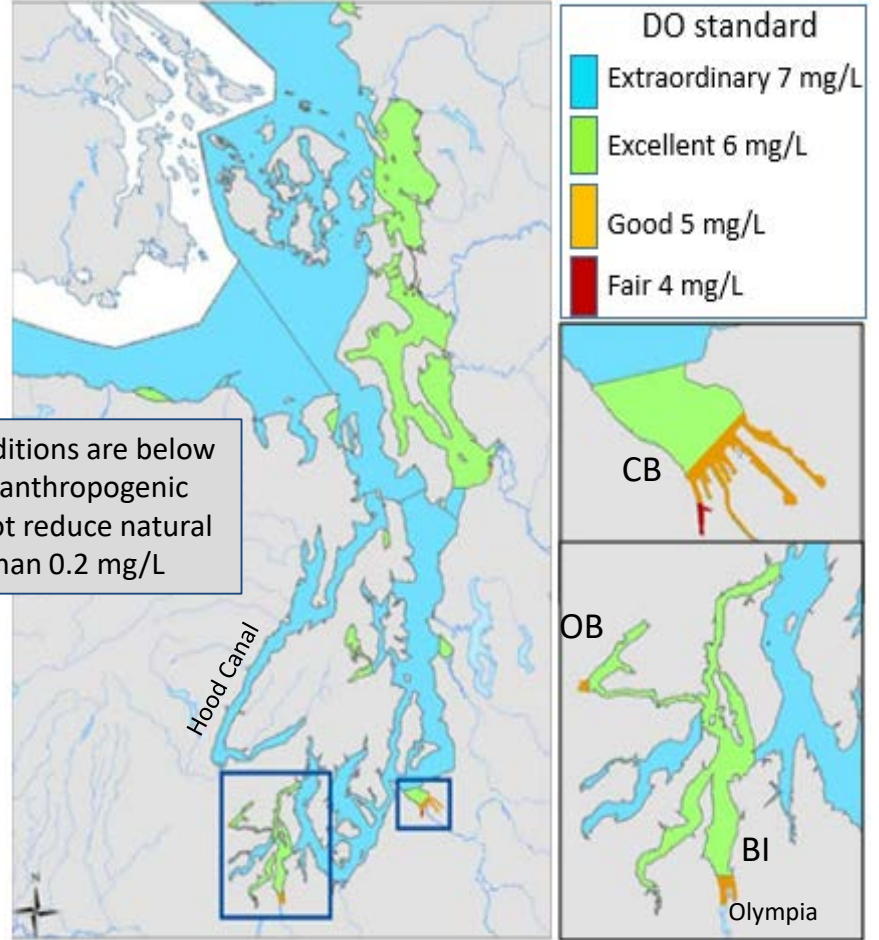 DO standard
Extraordinary 7 mg/L
Excellent 6 mg/L
Good 5 mg/L
Fair 4 mg/L
ditions are below
anthropogenic
ot reduce natural
han 0.2 mg/L
Hood Canal
N
CB
OB
BI
Olympia